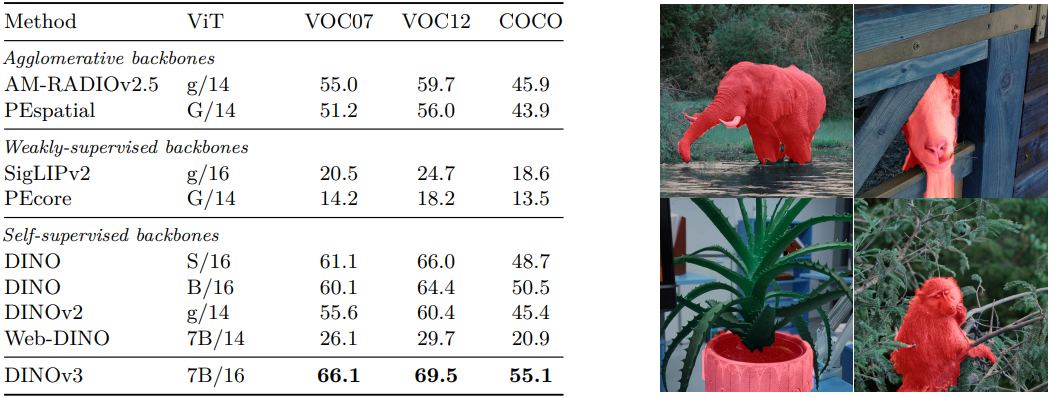 Method ViT VOC07 VOC12 COCO
Agglomerative backbones
AM-RADIOv2.5 g/14 55.0 59.7 45.9
PEspatial G/14 51.2 56.0 43.9
Weakly-supervised backbones
SigLIPv2 g/16 20.5 24.7 18.6
PEcore G/14 14.2 18.2 13.5
Self-supervised backbones
DINO S/16 61.1 66.0 48.7
DINO B/16 60.1 64.4 50.5
DINOv2 g/14 55.6 60.4 45.4
Web-DINO 7B/14 26.1 29.7 20.9
DINOv3 7B/16 66.1 69.5 55.1